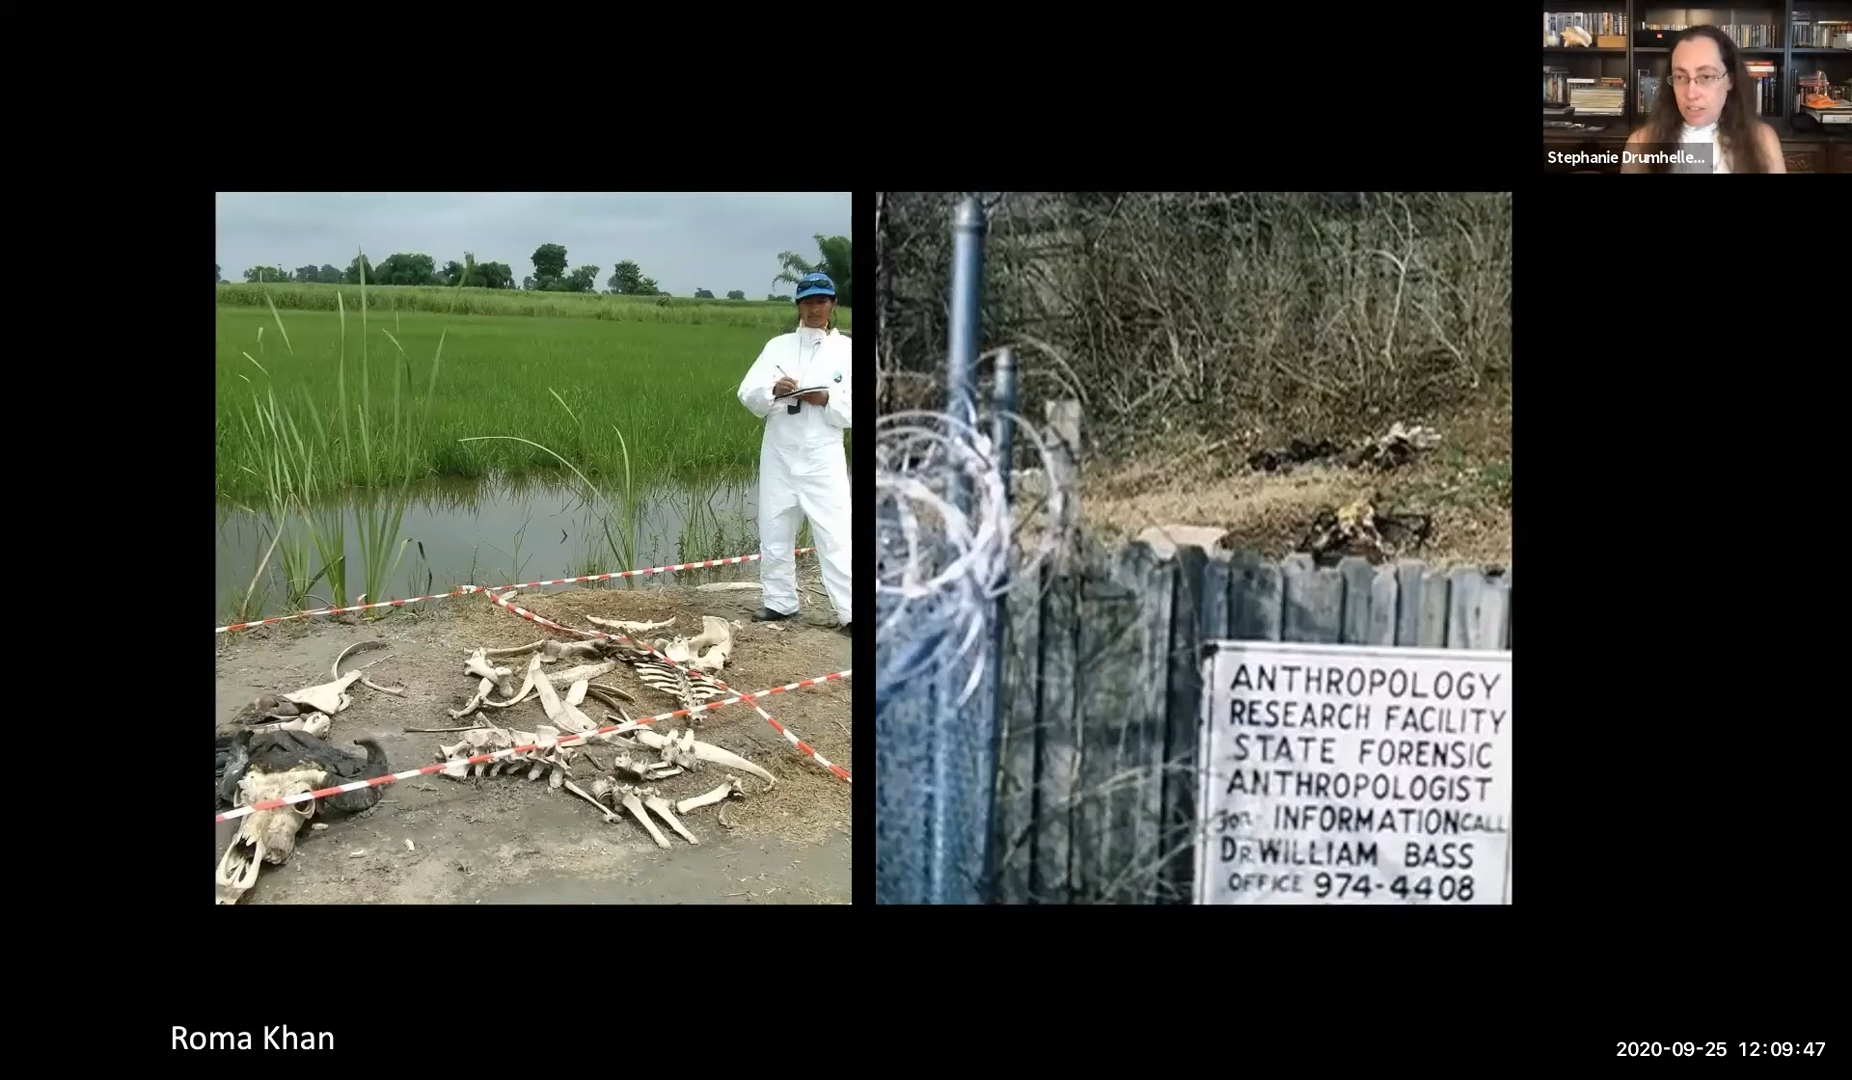 Stephanie Drumhelle...
ANTHROPOLOGY
RESEARCH FACILITY
STATE FORENSIC
ANTHROPOLOGIST
For INFORMATION CALL
DR WILLIAM BASS
OFFICE 974-4408
Roma Khan
2020-09-25 12:09:47